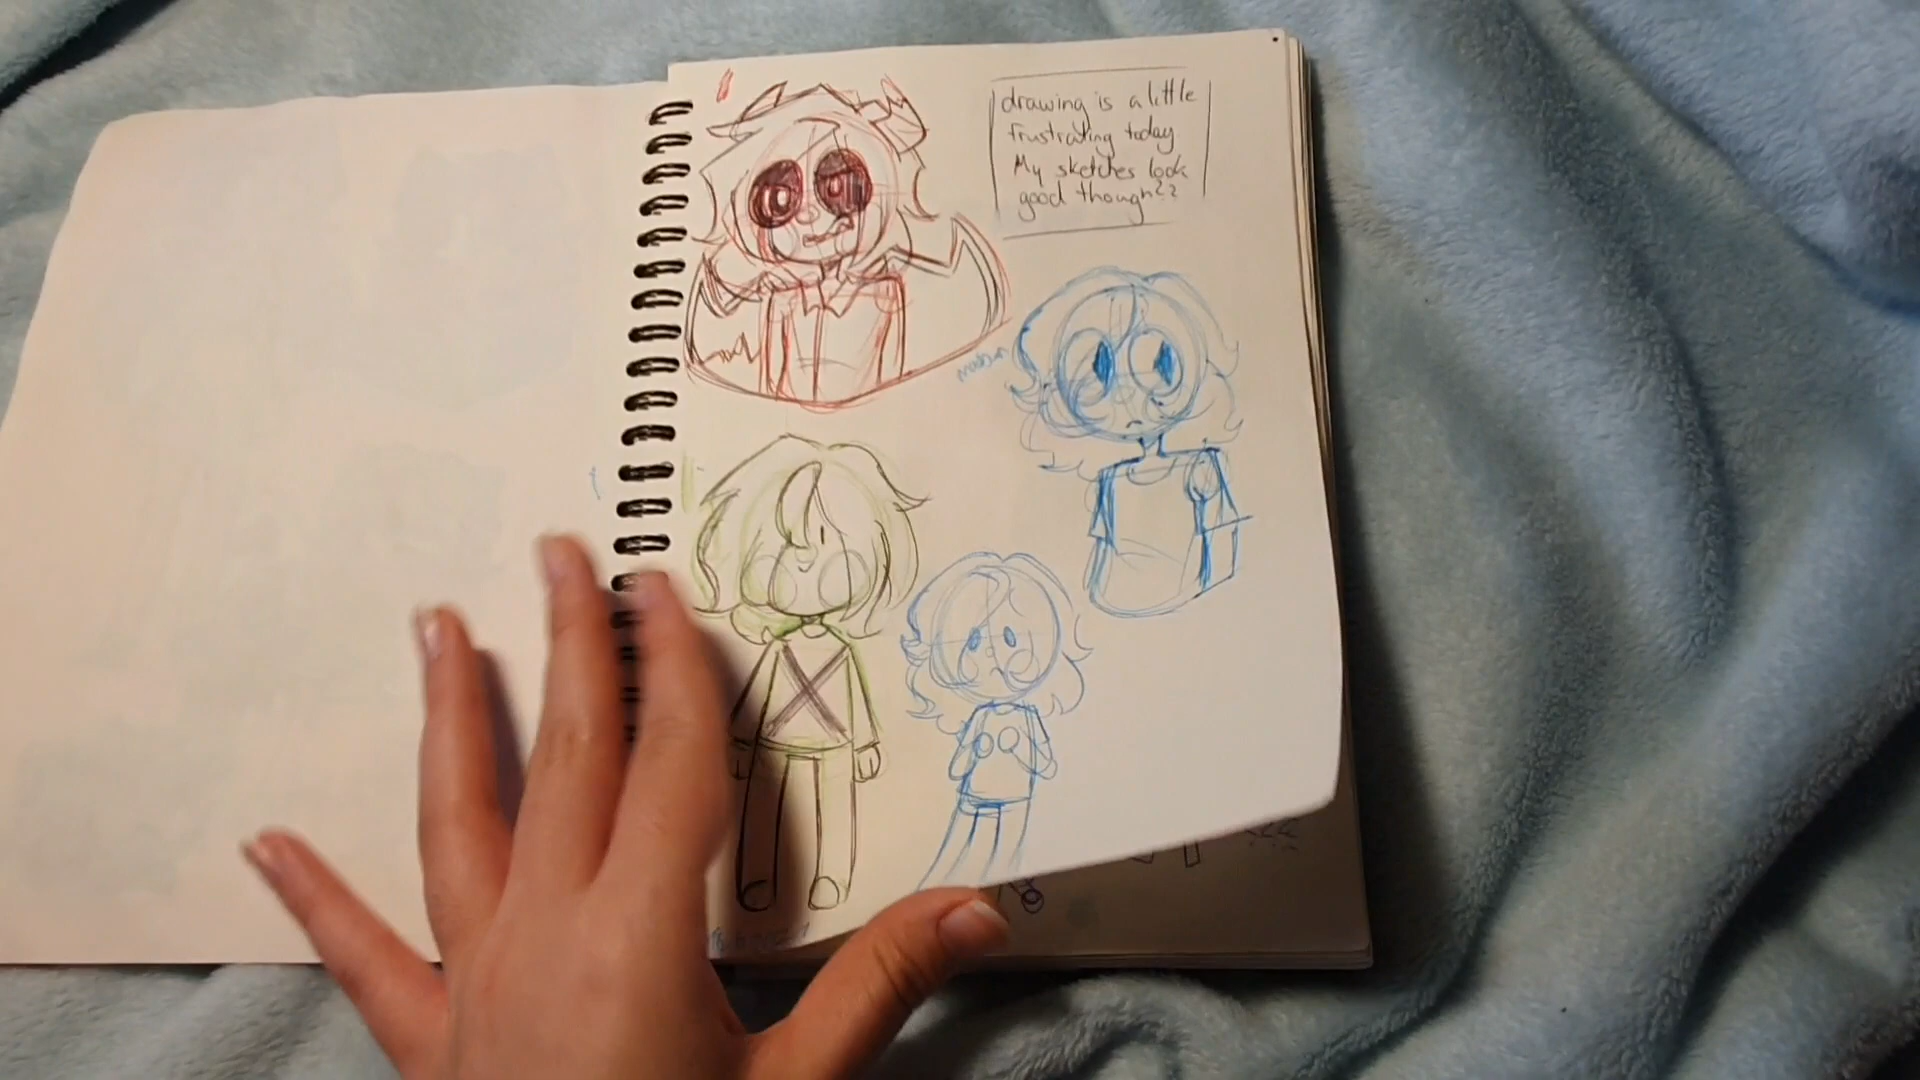 drawing is a little
frustrating today
My sketches look
good though??